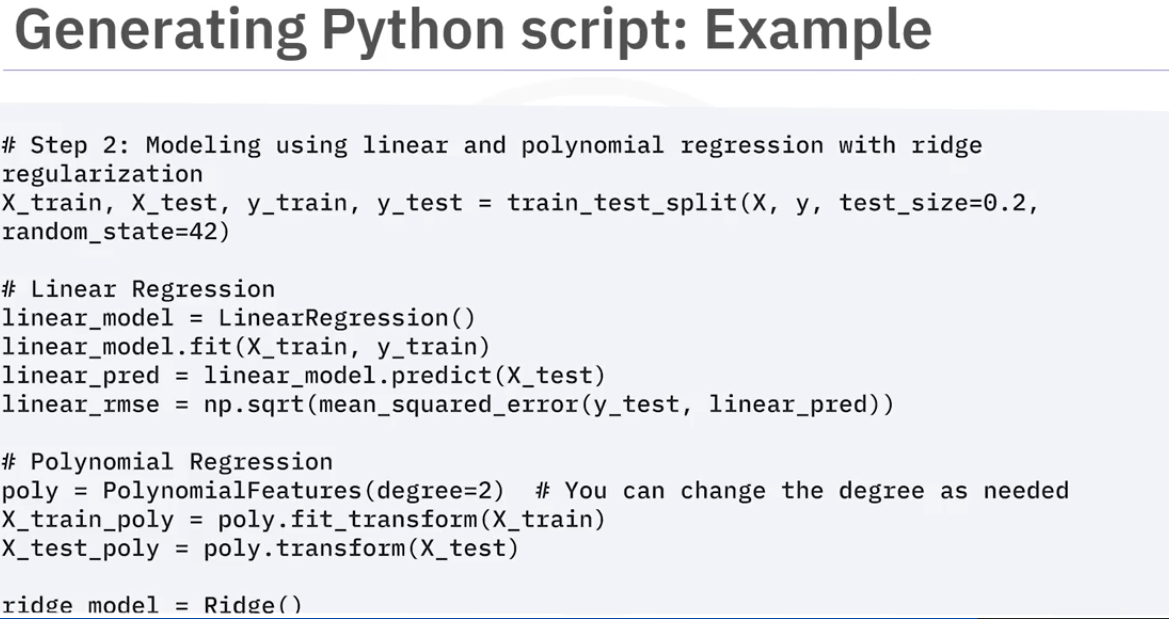 Generating Python script: Example
# Step 2: Modeling using linear and polynomial regression with ridge
regularization
X_train, X_test, y_train, y_test = train_test_split(X, y, test_size=0.2,
random_state=42)
# Linear Regression
linear_model = LinearRegression()
linear_model.fit(X_train, y_train)
linear_pred = linear_model.predict(X_test)
linear_rmse = np.sqrt(mean_squared_error(y_test, linear_pred))
# Polynomial Regression
poly = PolynomialFeatures(degree=2)  # You can change the degree as needed
X_train_poly = poly.fit_transform(X_train)
X_test_poly = poly.transform(X_test)
ridge_model = Ridge()